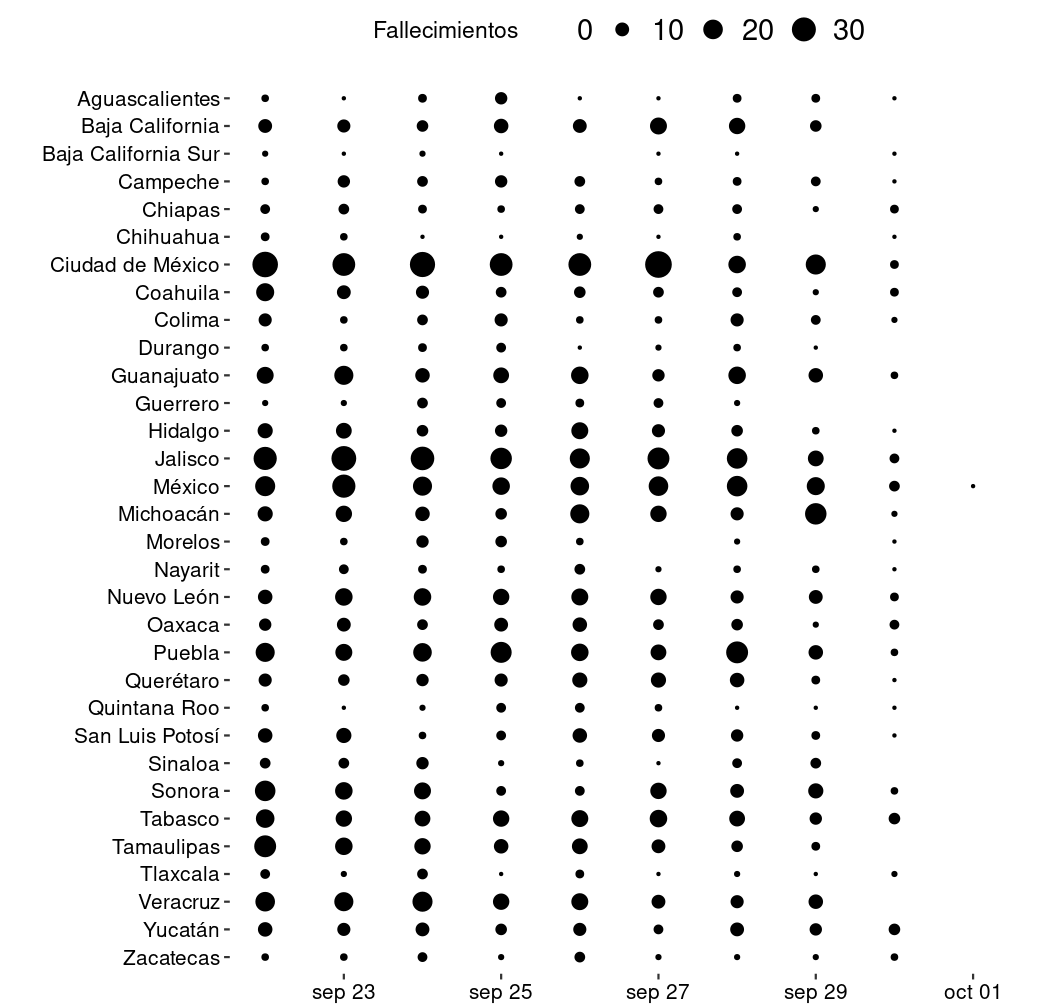 Fallecimientos 0 10 20 30
Aguascalientes
Baja California
Baja California Sur
Campeche
Chiapas
Chihuahua
Ciudad de México
Coahuila
Colima
Durango
Guanajuato
Guerrero
Hidalgo
Jalisco
México
Michoacán
Morelos
Nayarit
Nuevo León
Oaxaca
Puebla
Querétaro
Quintana Roo
San Luis Potosí
Sinaloa
Sonora
Tabasco
Tamaulipas
Tlaxcala
Veracruz
Yucatán
Zacatecas
sep 23 sep 25 sep 27 sep 29 oct 01